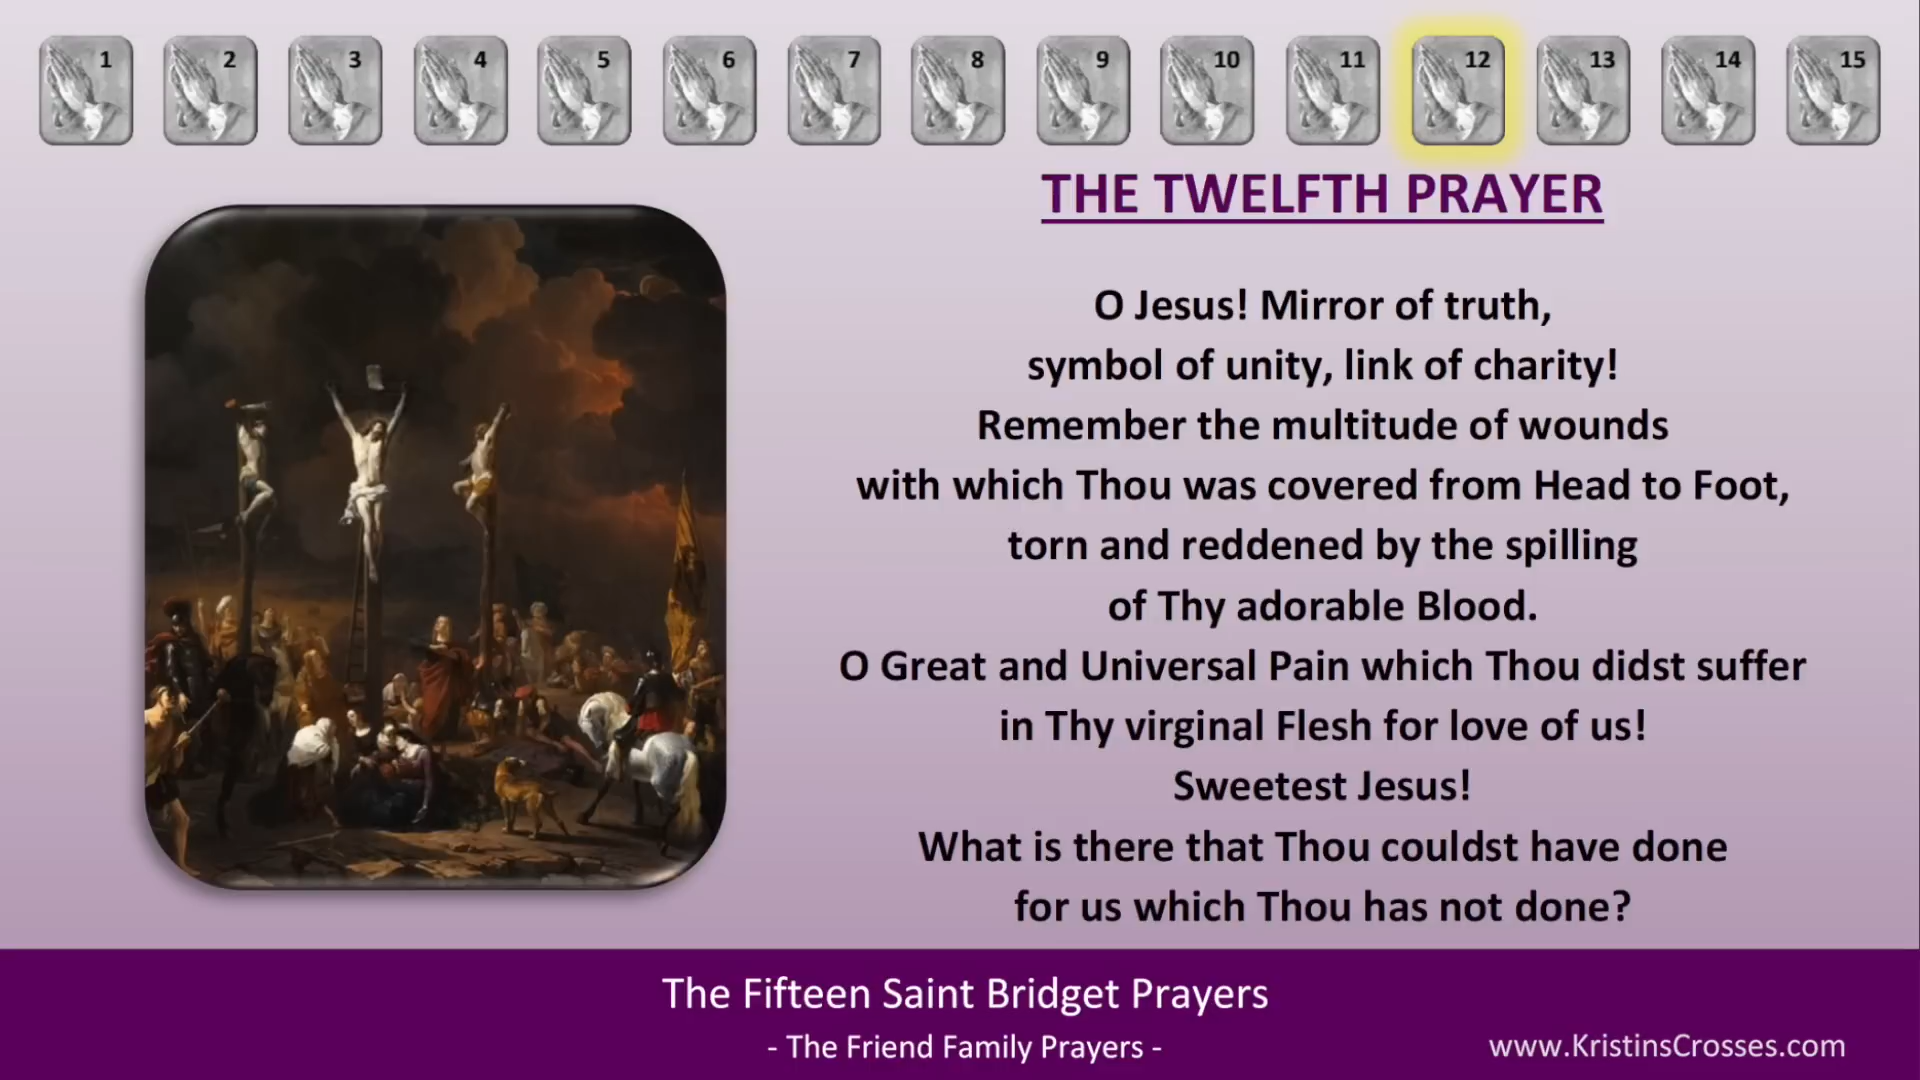 1 2 3 4 5 6 7 8 9 10 11 12 13 14 15
THE TWELFTH PRAYER
O Jesus! Mirror of truth,
symbol of unity, link of charity!
Remember the multitude of wounds
with which Thou was covered from Head to Foot,
torn and reddened by the spilling
of Thy adorable Blood.
O Great and Universal Pain which Thou didst suffer
in Thy virginal Flesh for love of us!
Sweetest Jesus!
What is there that Thou couldst have done
for us which Thou has not done?
The Fifteen Saint Bridget Prayers
- The Friend Family Prayers -
www.KristinsCrosses.com